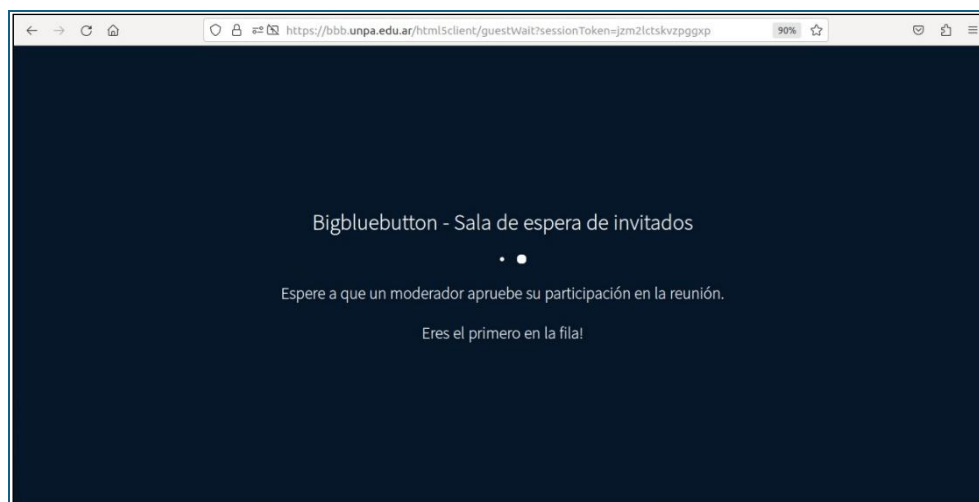 https://bbb.unpa.edu.ar/html5client/guestWait?sessionToken=jzm2lctskvzpggxp
90%
Bigbluebutton - Sala de espera de invitados
Espere a que un moderador apruebe su participación en la reunión.
Eres el primero en la fila!